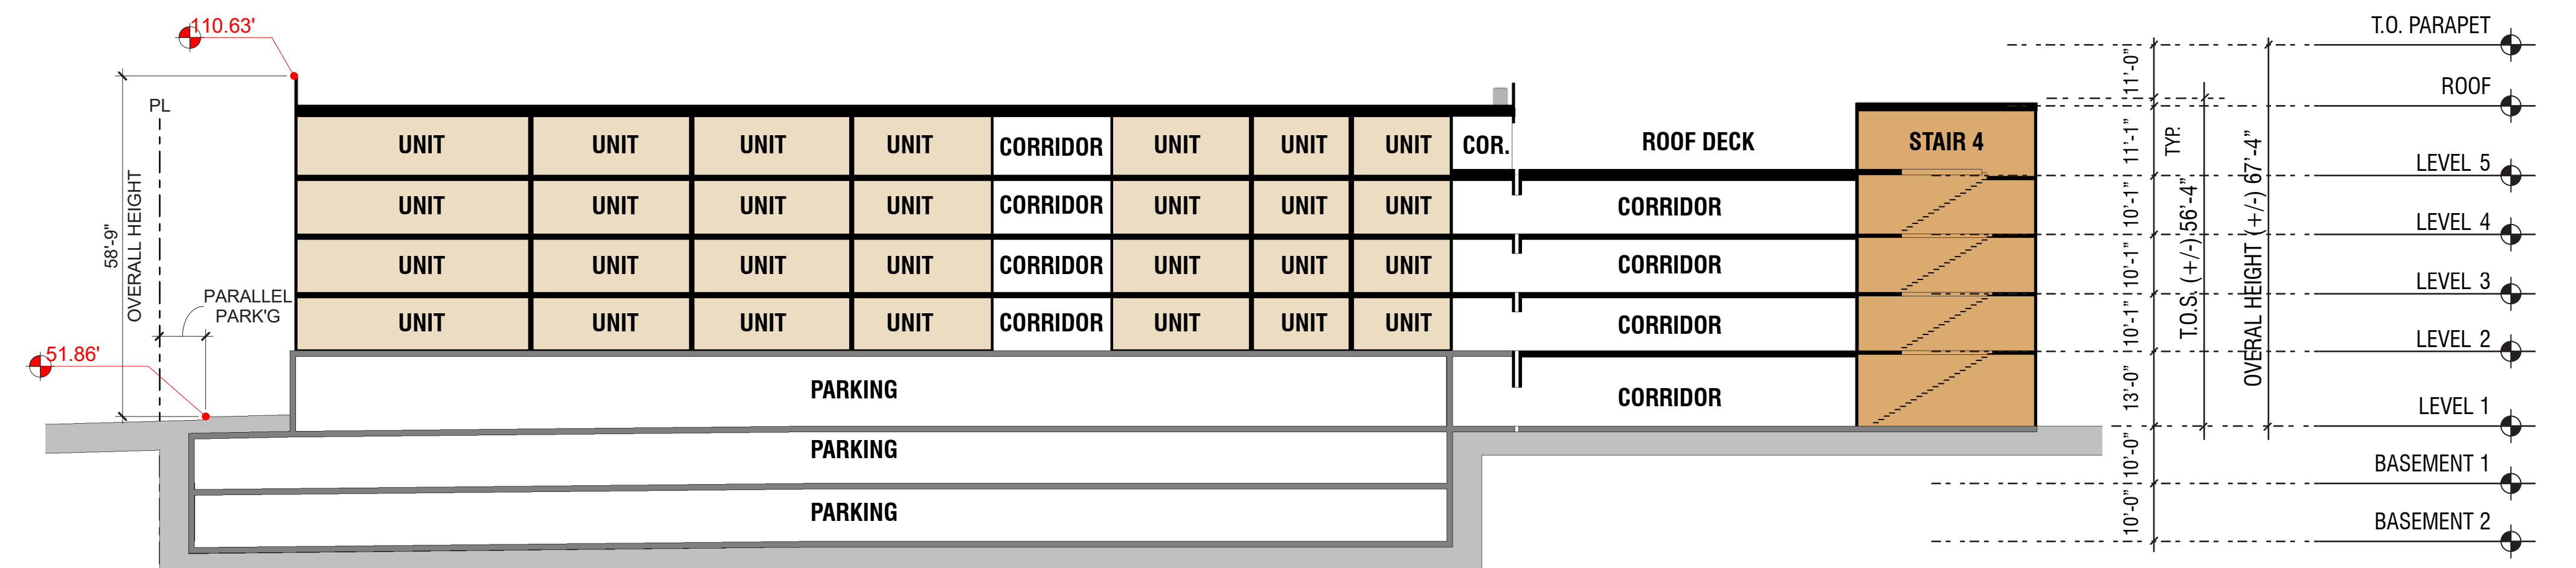 110.63'
PL
58'-9"
OVERALL HEIGHT
PARALLEL
PARK'G
51.86'
UNIT UNIT UNIT UNIT CORRIDOR UNIT UNIT UNIT COR. ROOF DECK STAIR 4
UNIT UNIT UNIT UNIT CORRIDOR UNIT UNIT UNIT CORRIDOR
UNIT UNIT UNIT UNIT CORRIDOR UNIT UNIT UNIT CORRIDOR
UNIT UNIT UNIT UNIT CORRIDOR UNIT UNIT UNIT CORRIDOR
PARKING CORRIDOR
PARKING
PARKING
11'-0"
11'-1"
10'-1"
10'-1"
10'-1"
13'-0"
10'-0"
10'-0"
TYP.
T.O.S. (+/-) 56'-4"
OVERAL HEIGHT (+/-) 67'-4"
T.O. PARAPET
ROOF
LEVEL 5
LEVEL 4
LEVEL 3
LEVEL 2
LEVEL 1
BASEMENT 1
BASEMENT 2